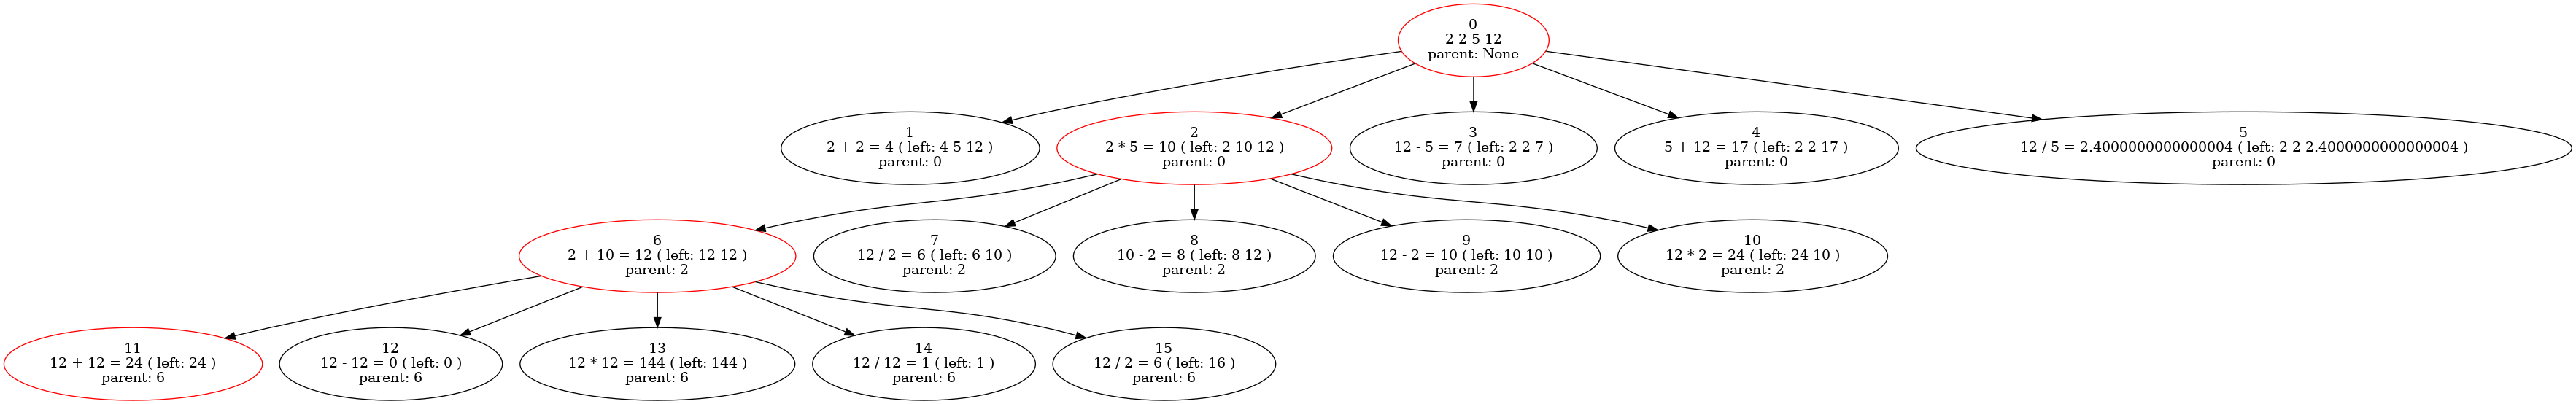 0
2 2 5 12
parent: None
1
2 + 2 = 4 ( left: 4 5 12 )
parent: 0
2
2 * 5 = 10 ( left: 2 10 12 )
parent: 0
3
12 - 5 = 7 ( left: 2 2 7 )
parent: 0
4
5 + 12 = 17 ( left: 2 2 17 )
parent: 0
5
12 / 5 = 2.4000000000000004 ( left: 2 2 2.4000000000000004 )
parent: 0
6
2 + 10 = 12 ( left: 12 12 )
parent: 2
7
12 / 2 = 6 ( left: 6 10 )
parent: 2
8
10 - 2 = 8 ( left: 8 12 )
parent: 2
9
12 - 2 = 10 ( left: 10 10 )
parent: 2
10
12 * 2 = 24 ( left: 24 10 )
parent: 2
11
12 + 12 = 24 ( left: 24 )
parent: 6
12
12 - 12 = 0 ( left: 0 )
parent: 6
13
12 * 12 = 144 ( left: 144 )
parent: 6
14
12 / 12 = 1 ( left: 1 )
parent: 6
15
12 / 2 = 6 ( left: 16 )
parent: 6